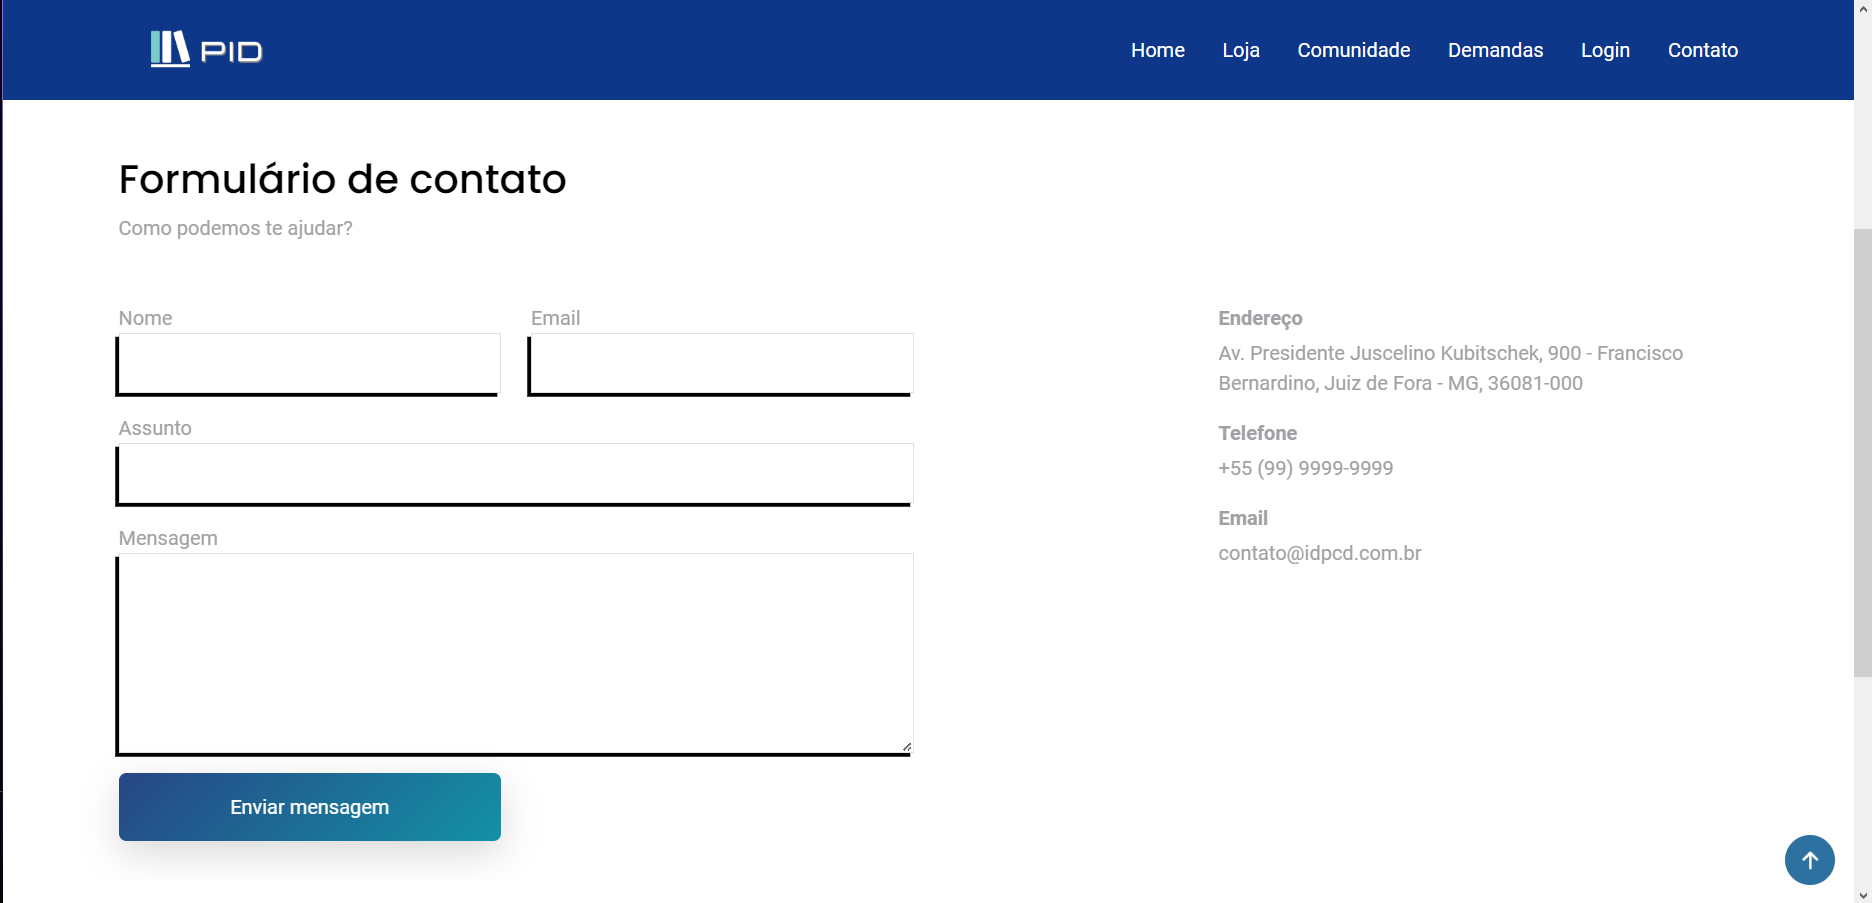 PID
Home
Loja
Comunidade
Demandas
Login
Contato
Formulário de contato
Como podemos te ajudar?
Nome
Email
Assunto
Mensagem
Enviar mensagem
Endereço
Av. Presidente Juscelino Kubitschek, 900 - Francisco
Bernardino, Juiz de Fora - MG, 36081-000
Telefone
+55 (99) 9999-9999
Email
contato@idpcd.com.br